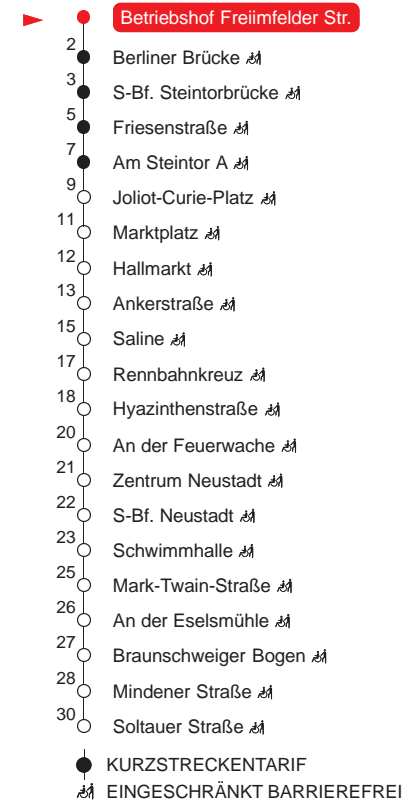 Betriebshof Freiimfelder Str.
2 Berliner Brücke
3 S-Bf. Steintorbrücke
5 Friesenstraße
7 Am Steintor A
9 Joliot-Curie-Platz
11 Marktplatz
12 Hallmarkt
13 Ankerstraße
15 Saline
17 Rennbahnkreuz
18 Hyazinthenstraße
20 An der Feuerwache
21 Zentrum Neustadt
22 S-Bf. Neustadt
23 Schwimmhalle
25 Mark-Twain-Straße
26 An der Eselsmühle
27 Braunschweiger Bogen
28 Mindener Straße
30 Soltauer Straße
KURZSTRECKENTARIF
EINGESCHRÄNKT BARRIEREFREI